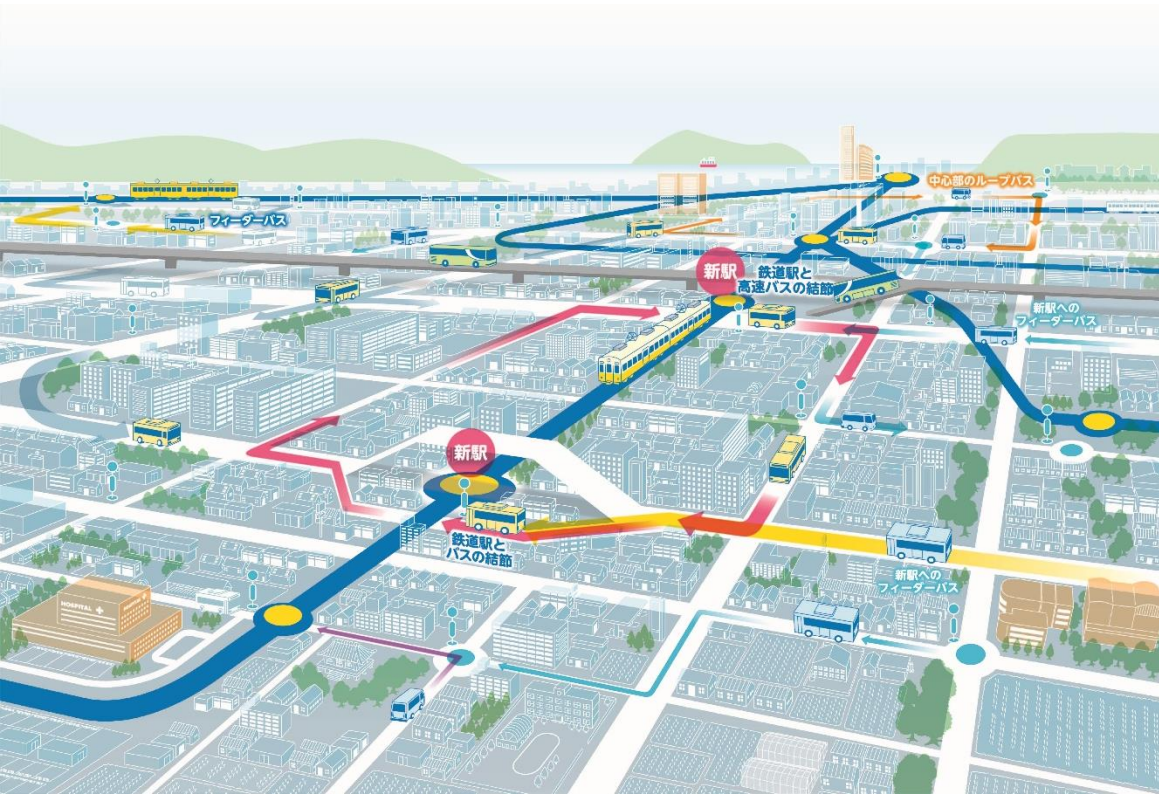 中心部のループバス
フィーダーバス
新駅
鉄道駅と
高速バスの結節
新駅への
フィーダーバス
新駅
鉄道駅と
バスの結節
新駅への
フィーダーバス
HOSPITAL